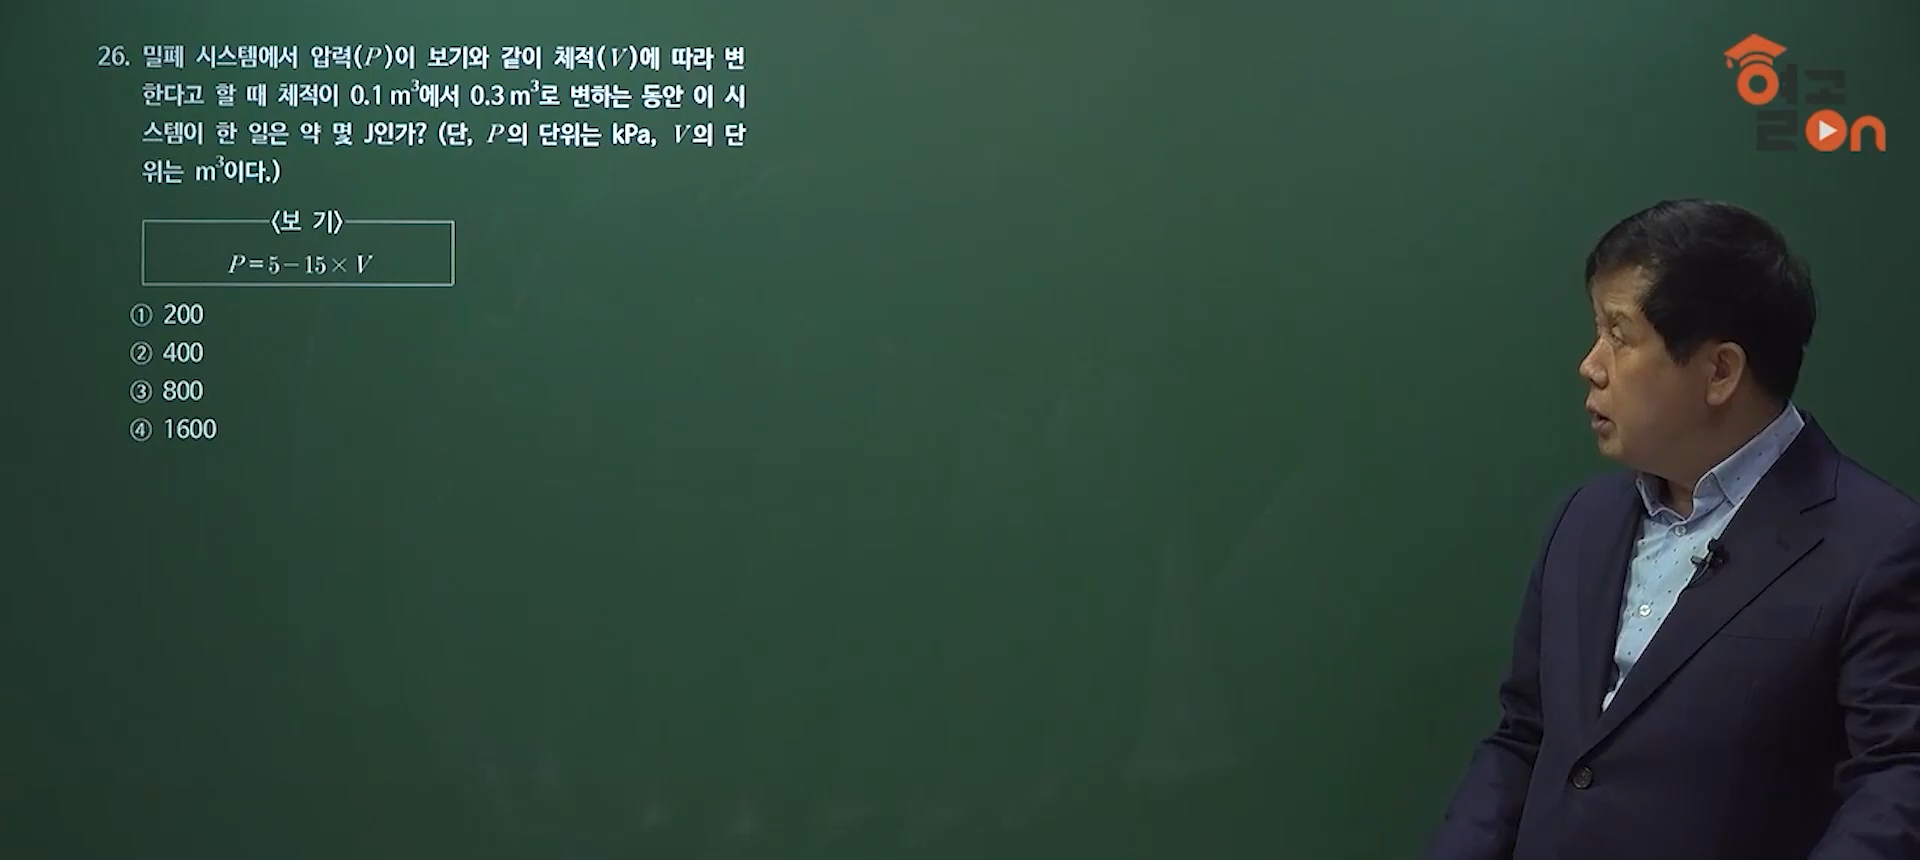 26. 밀폐 시스템에서 압력(P)이 보기와 같이 체적(V)에 따라 변
한다고 할 때 체적이 0.1 m³에서 0.3 m³로 변하는 동안 이 시
스템이 한 일은 약 몇 J인가? (단, P의 단위는 kPa, V의 단
위는 m³이다.)
〈보 기〉
P=5-15×V
① 200
② 400
③ 800
④ 1600
열공
On